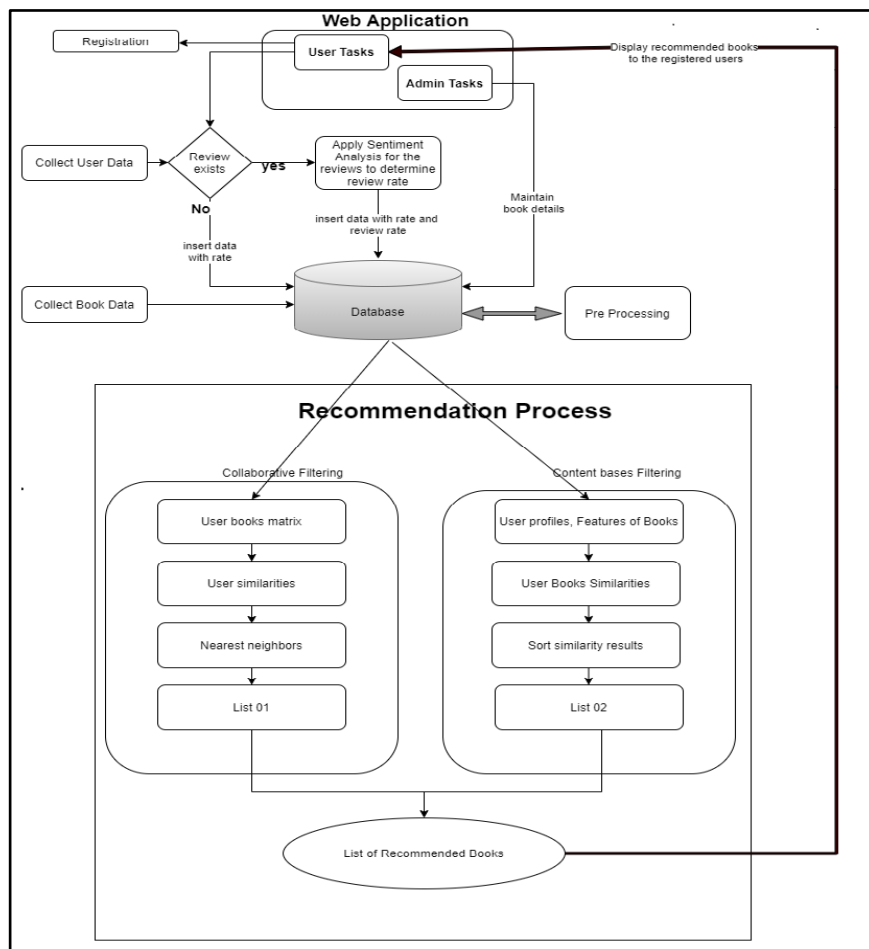 Web Application
Registration
User Tasks
Display recommended books
to the registered users
Admin Tasks
Collect User Data
Review
exists
yes
Apply Sentiment
Analysis for the
reviews to determine
review rate
No
Maintain
book details
insert data
with rate
insert data with rate and
review rate
Collect Book Data
Database
Pre Processing
Recommendation Process
Collaborative Filtering
Content bases Filtering
User books matrix
User similarities
Nearest neighbors
List 01
User profiles, Features of Books
User Books Similarities
Sort similarity results
List 02
List of Recommended Books